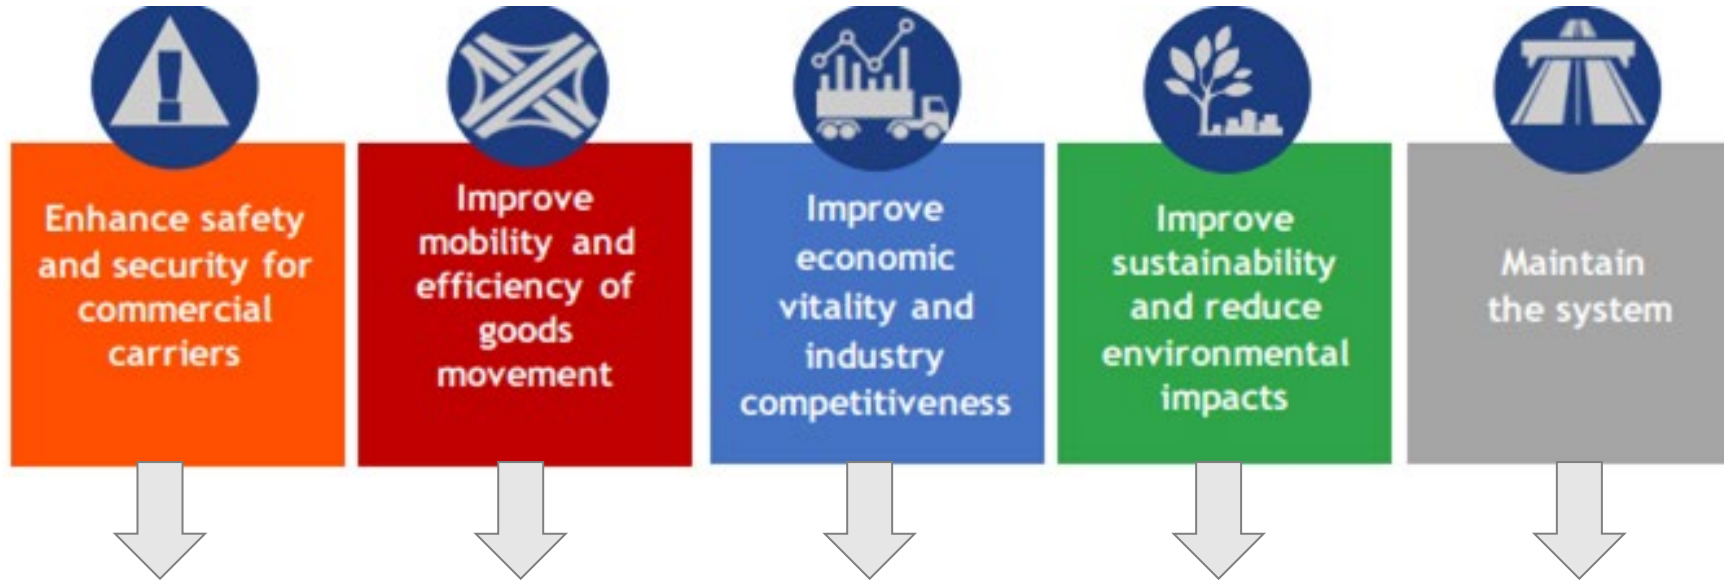 Enhance safety
and security for
commercial
carriers
Improve
mobility and
efficiency of
goods
movement
Improve
economic
vitality and
industry
competitiveness
Improve
sustainability
and reduce
environmental
impacts
Maintain
the system